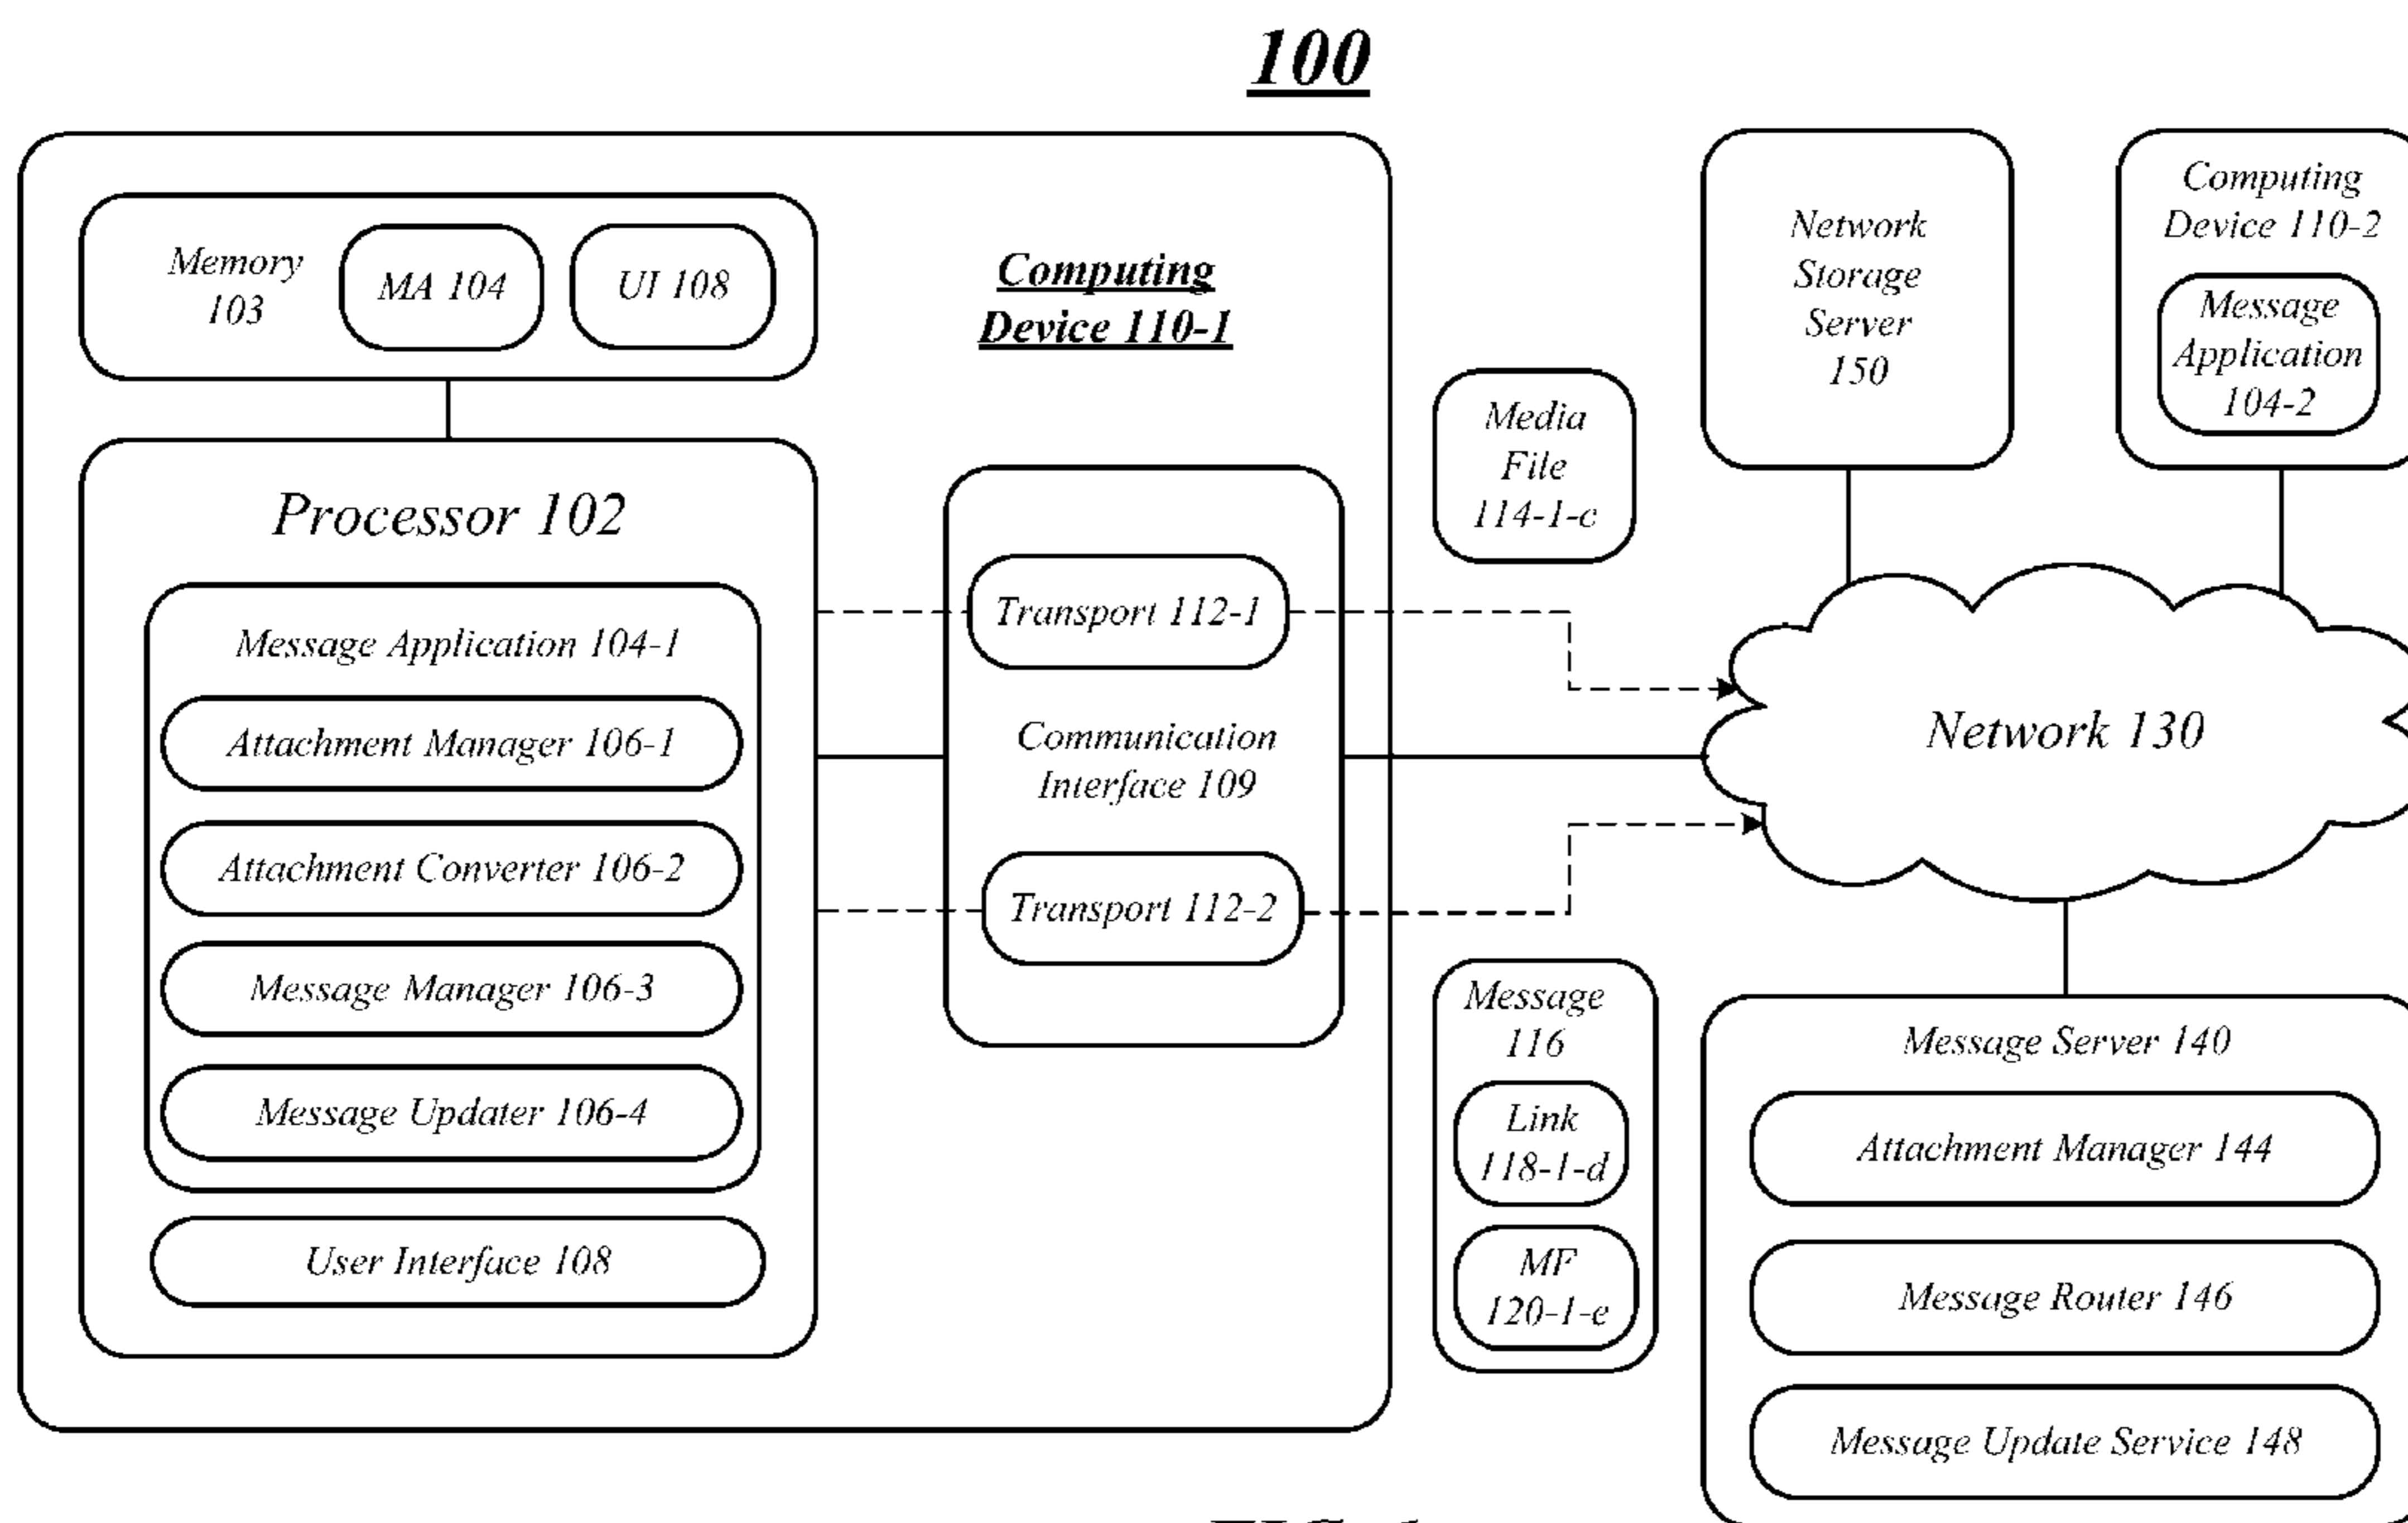 100
Memory
103
MA 104
UI 108
Computing
Device 110-1
Processor 102
Message Application 104-1
Attachment Manager 106-1
Attachment Converter 106-2
Message Manager 106-3
Message Updater 106-4
User Interface 108
Transport 112-1
Communication
Interface 109
Transport 112-2
Media
File
114-1-c
Message
116
Link
118-1-d
MF
120-1-e
Network
Storage
Server
150
Computing
Device 110-2
Message
Application
104-2
Network 130
Message Server 140
Attachment Manager 144
Message Router 146
Message Update Service 148